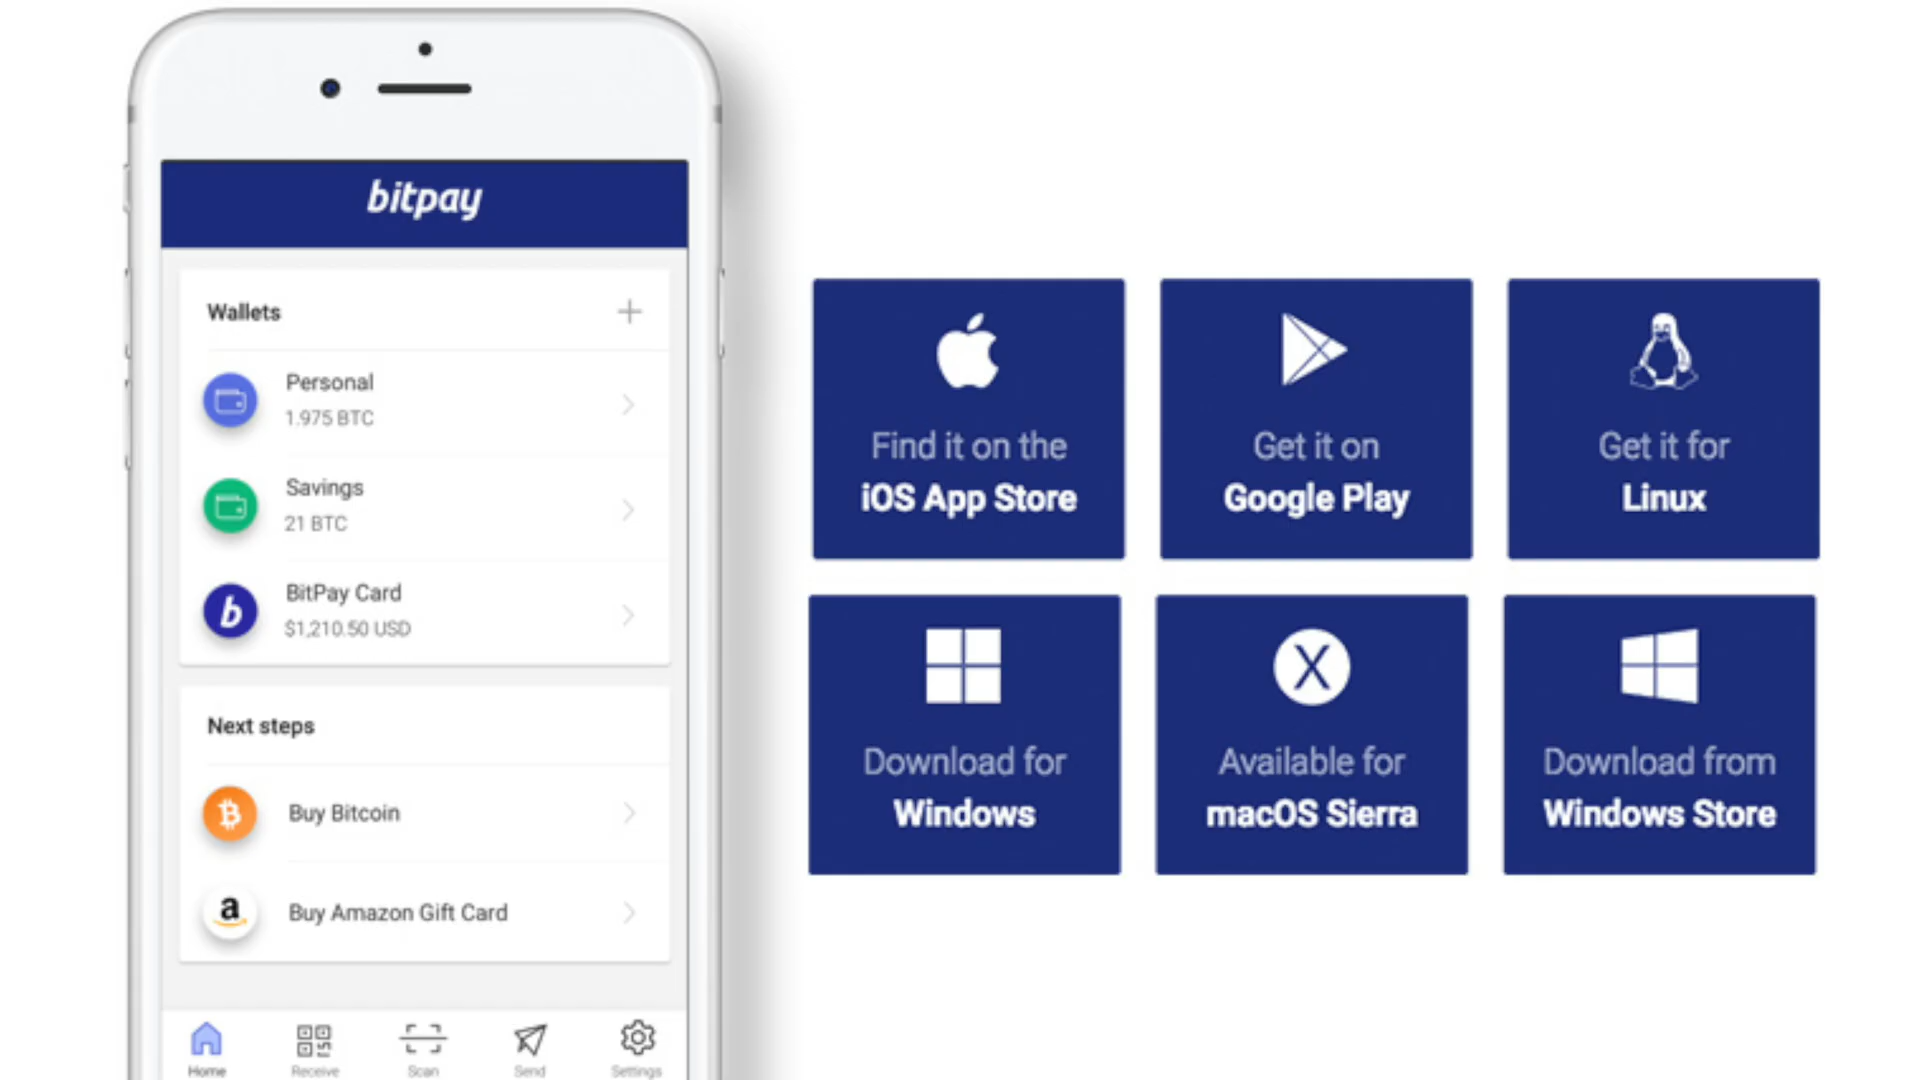 bitpay
Wallets
Personal
1.975 BTC
Savings
21 BTC
b
BitPay Card
$1,210.50 USD
Next steps
Buy Bitcoin
a
Buy Amazon Gift Card
Home
Receive
Scan
Send
Settings
Find it on the
iOS App Store
Get it on
Google Play
Get it for
Linux
Download for
Windows
X
Available for
macOS Sierra
Download from
Windows Store